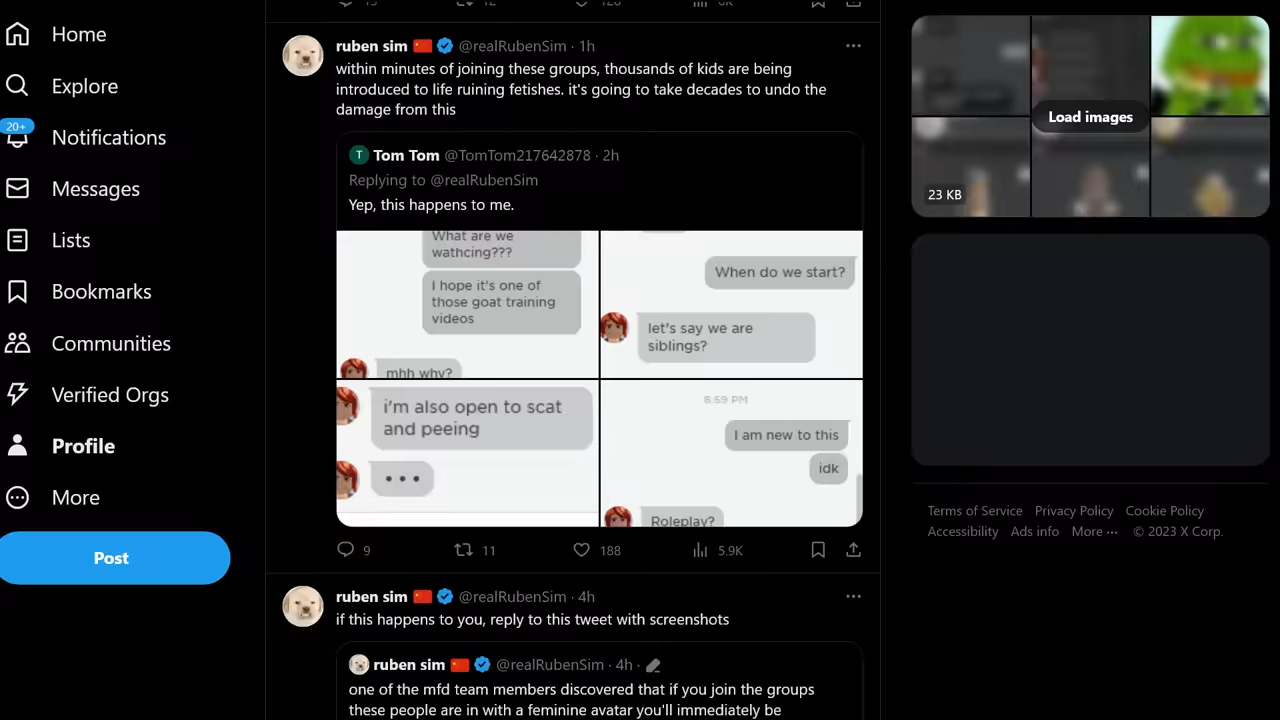 Home
Explore
20+
Notifications
Messages
Lists
Bookmarks
Communities
Verified Orgs
Profile
More
Post
ruben sim @realRubenSim · 1h
within minutes of joining these groups, thousands of kids are being
introduced to life ruining fetishes. it's going to take decades to undo the
damage from this
T Tom Tom @TomTom217642878 · 2h
Replying to @realRubenSim
Yep, this happens to me.
What are we
wathcing???
I hope it's one of
those goat training
videos
mhh why?
When do we start?
let's say we are
siblings?
i'm also open to scat
and peeing
•••
8:59 PM
I am new to this
idk
Roleplay?
9
11
188
5.9K
ruben sim @realRubenSim · 4h
if this happens to you, reply to this tweet with screenshots
ruben sim @realRubenSim · 4h ·
one of the mfd team members discovered that if you join the groups
these people are in with a feminine avatar you'll immediately be
Load images
23 KB
Terms of Service Privacy Policy Cookie Policy
Accessibility Ads info More ••• © 2023 X Corp.